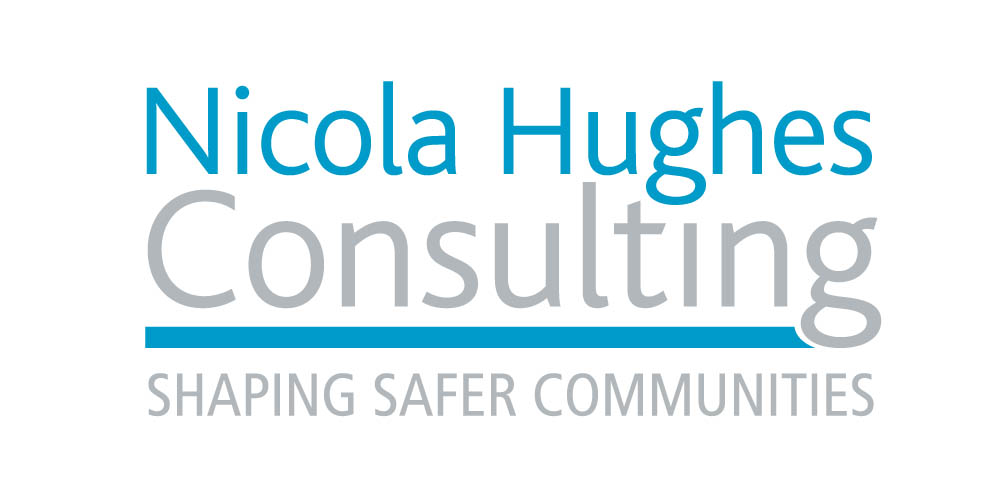 Nicola Hughes
Consulting
SHAPING SAFER COMMUNITIES